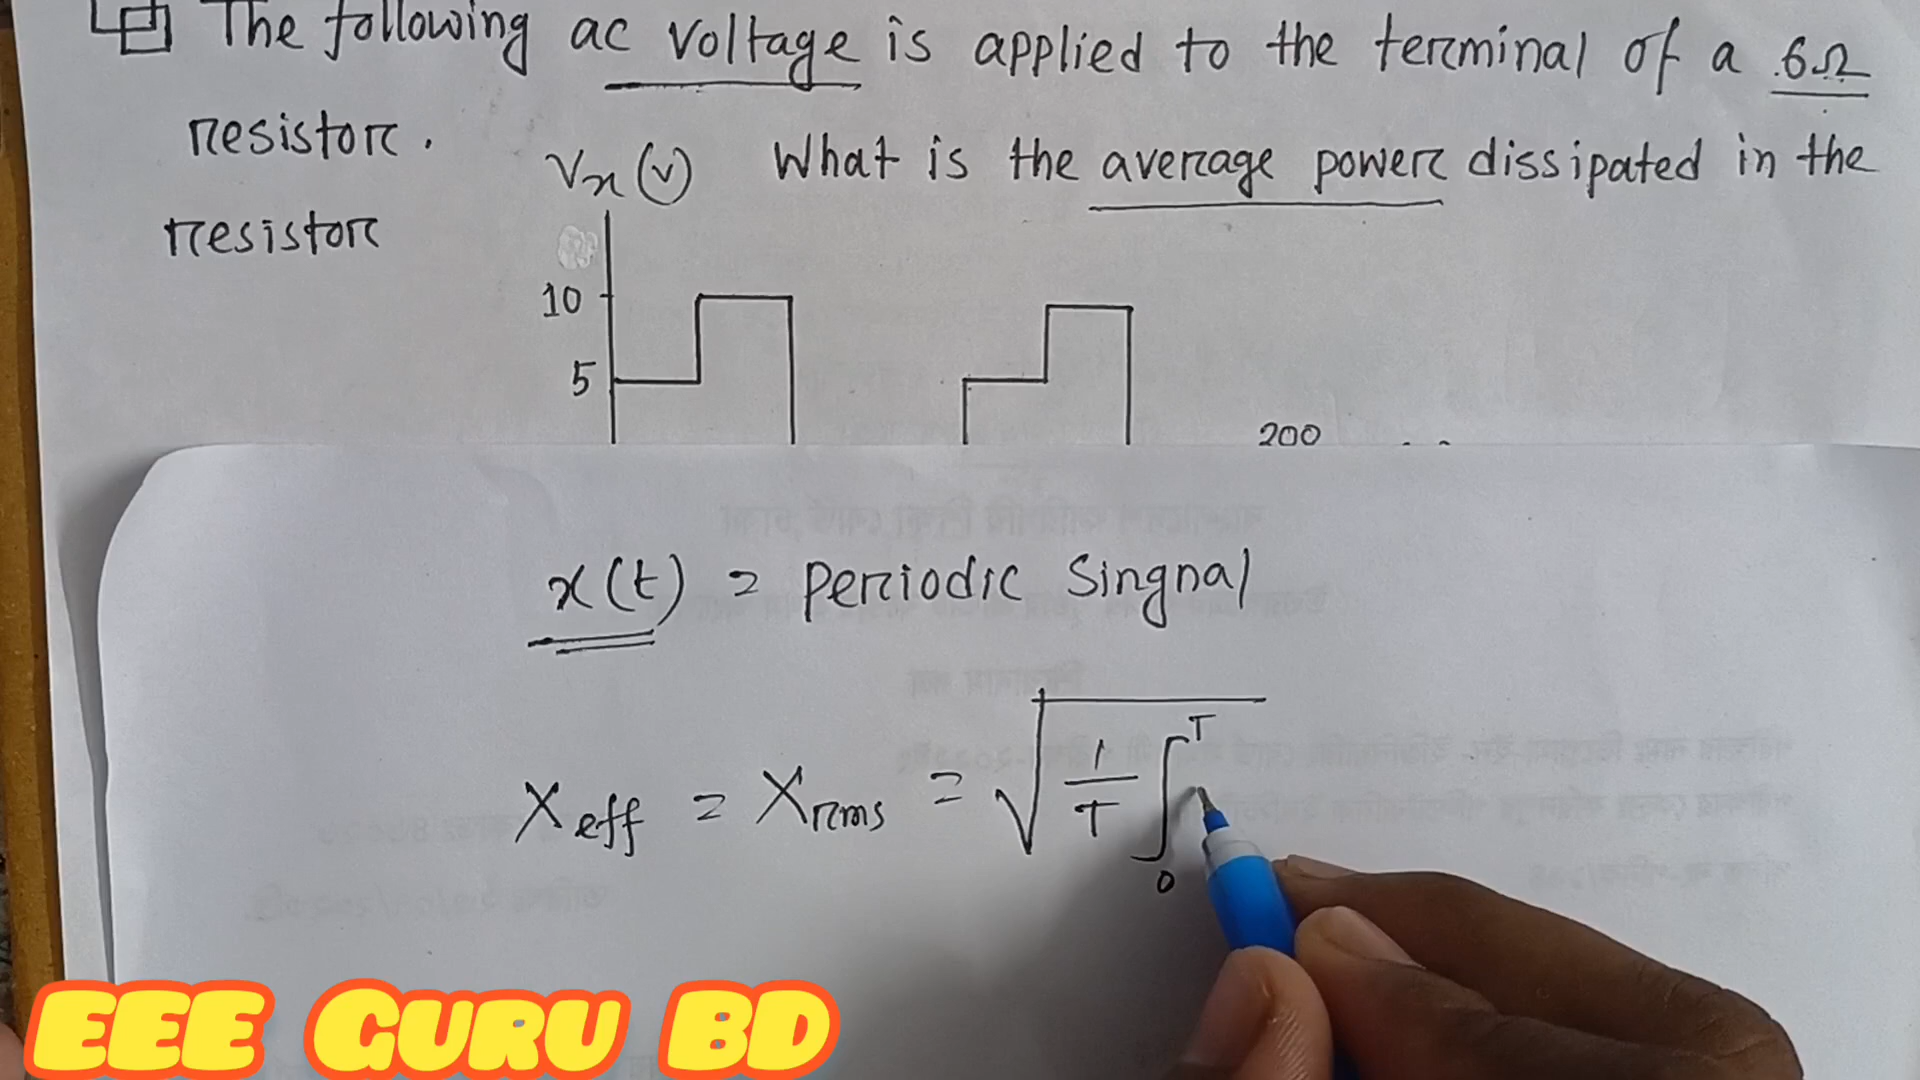 The following ac voltage is applied to the terminal of a 6Ω
resistor.
Vx (v) What is the average power dissipated in the
resistor
10
5
200
x(t) = Periodic Singnal
Xeff = Xrms = √ 1/T ∫ T 0
EEE GURU BD